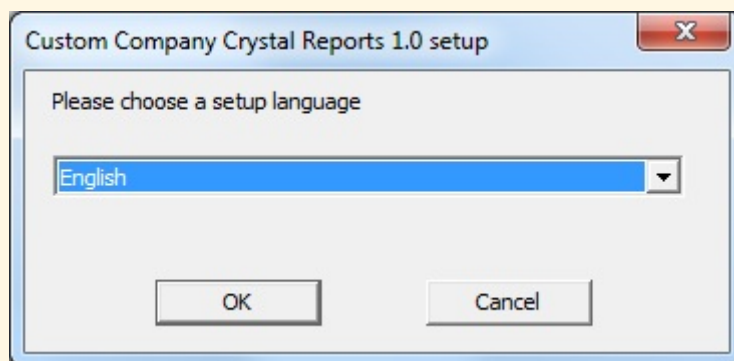 Custom Company Crystal Reports 1.0 setup
Please choose a setup language
English
OK Cancel